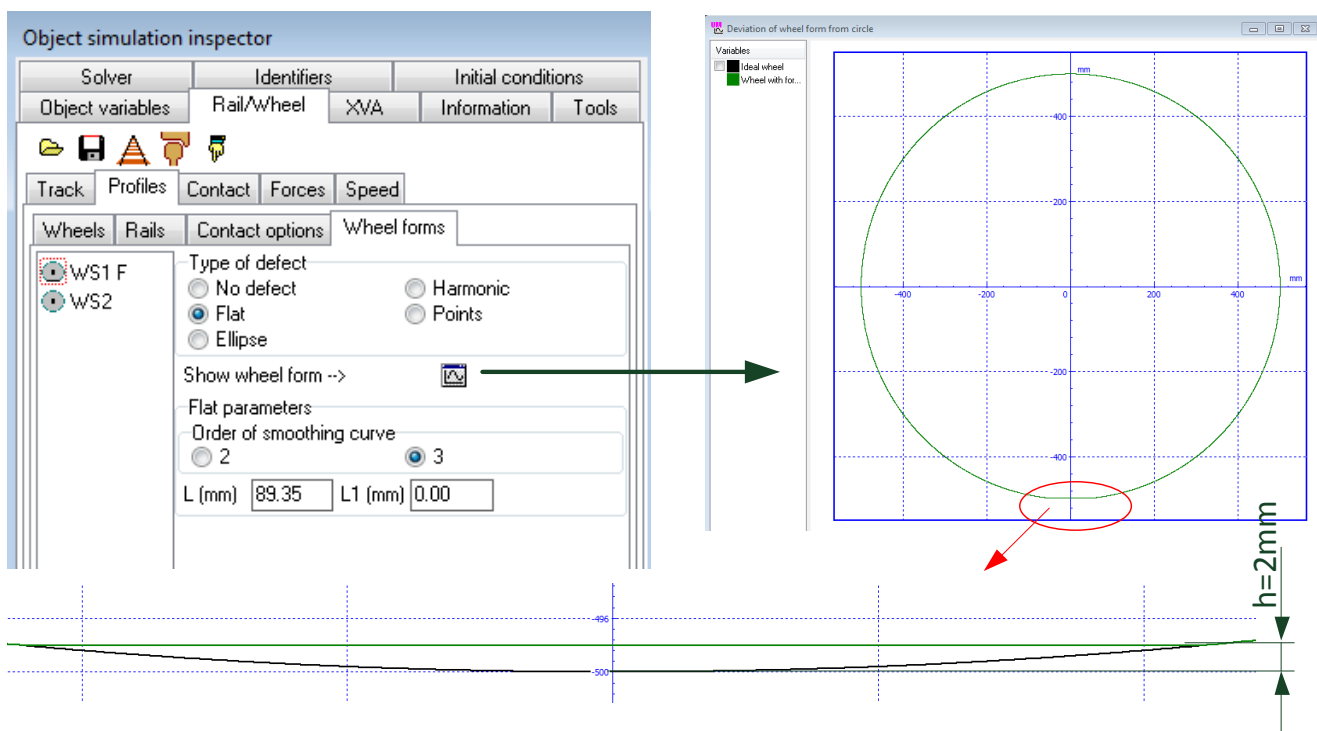 Object simulation inspector
Solver Identifiers Initial conditions
Object variables Rail/Wheel XVA Information Tools
Track Profiles Contact Forces Speed
Wheels Rails Contact options Wheel forms
WS1 F
WS2
Type of defect
No defect Harmonic
Flat Points
Ellipse
Show wheel form -->
Flat parameters
Order of smoothing curve
2 3
L (mm) 89.35 L1 (mm) 0.00
Deviation of wheel form from circle
Variables
Ideal wheel
Wheel with for...
mm
-400
-200
mm
-400 -200 0 200 400
-200
-400
h=2mm
-496
-500